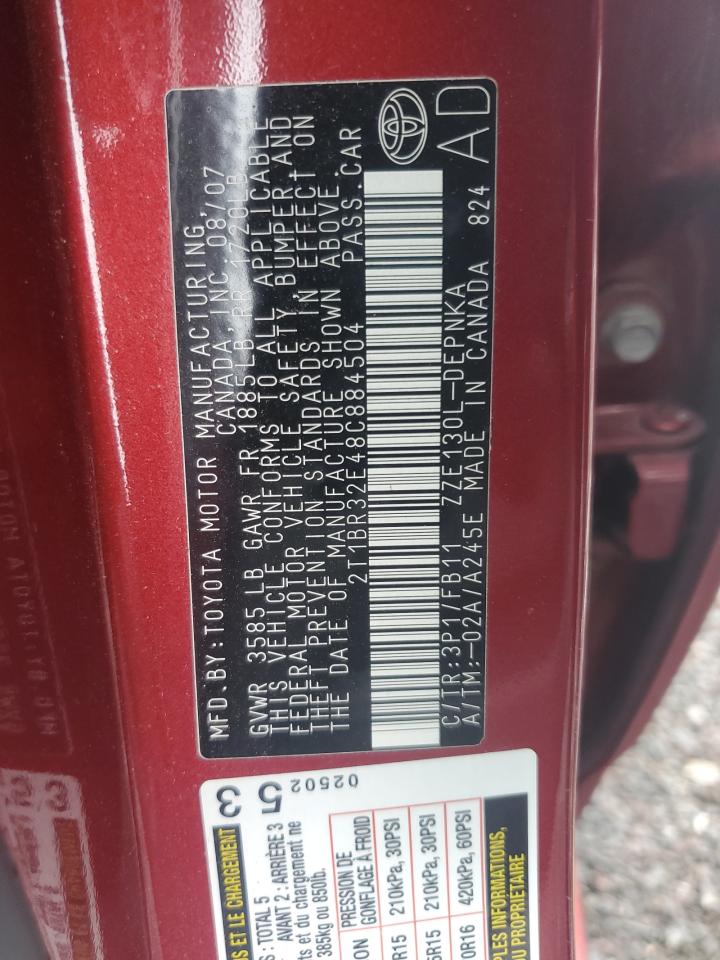 MFD.BY:TOYOTA MOTOR MANUFACTURING,
CANADA, INC. 08/07
GVWR 3585 LB GAWR FR 1885LB RR 1720LB
THIS VEHICLE CONFORMS TO ALL APPLICABLE
FEDERAL MOTOR VEHICLE SAFETY, BUMPER, AND
THEFT PREVENTION STANDARDS IN EFFECT ON
THE DATE OF MANUFACTURE SHOWN ABOVE.
2T1BR32E48C884504 PASS.CAR
C/TR:3P1/FB11 ZZE130L-DEPNKA
A/TM:-02A/A245E MADE IN CANADA 824
AD
S ET LE CHARGEMENT
: TOTAL 5 AVANT 2 : ARRIÈRE 3
ts et du chargement ne
385kg ou 850lb.
PRESSION DE
GONFLAGE À FROID
R15 210kPa, 30PSI
R15 210kPa, 30PSI
0R16 420kPa, 60PSI
PLES INFORMATIONS,
U PROPRIETAIRE
3
5
02502